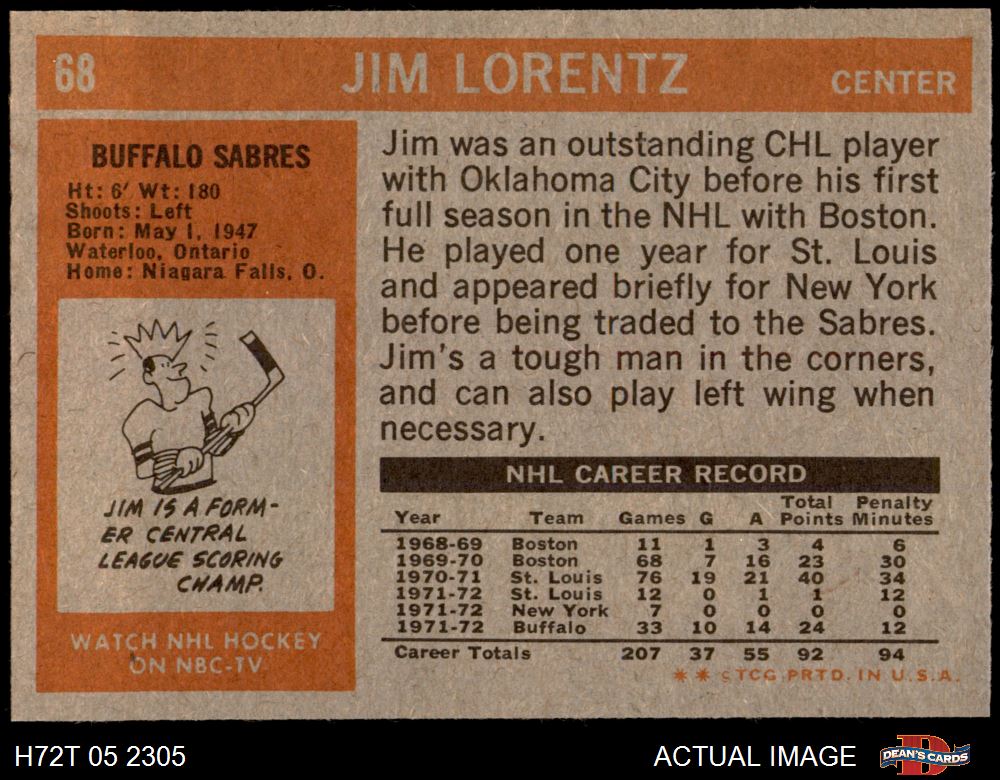 68 JIM LORENTZ CENTER
BUFFALO SABRES
Ht: 6' Wt: 180
Shoots: Left
Born: May 1, 1947
Waterloo, Ontario
Home: Niagara Falls, O.
JIM IS A FORM-
ER CENTRAL
LEAGUE SCORING
CHAMP.
WATCH NHL HOCKEY
ON NBC-TV
Jim was an outstanding CHL player
with Oklahoma City before his first
full season in the NHL with Boston.
He played one year for St. Louis
and appeared briefly for New York
before being traded to the Sabres.
Jim's a tough man in the corners,
and can also play left wing when
necessary.
NHL CAREER RECORD
Year Team Games G A Total Points Penalty Minutes
1968-69 Boston 11 1 3 4 6
1969-70 Boston 68 7 16 23 30
1970-71 St. Louis 76 19 21 40 34
1971-72 St. Louis 12 0 1 1 12
1971-72 New York 7 0 0 0 0
1971-72 Buffalo 33 10 14 24 12
Career Totals 207 37 55 92 94
** © TCG PRTD. IN U.S.A.
H72T 05 2305 ACTUAL IMAGE DEAN'S CARDS